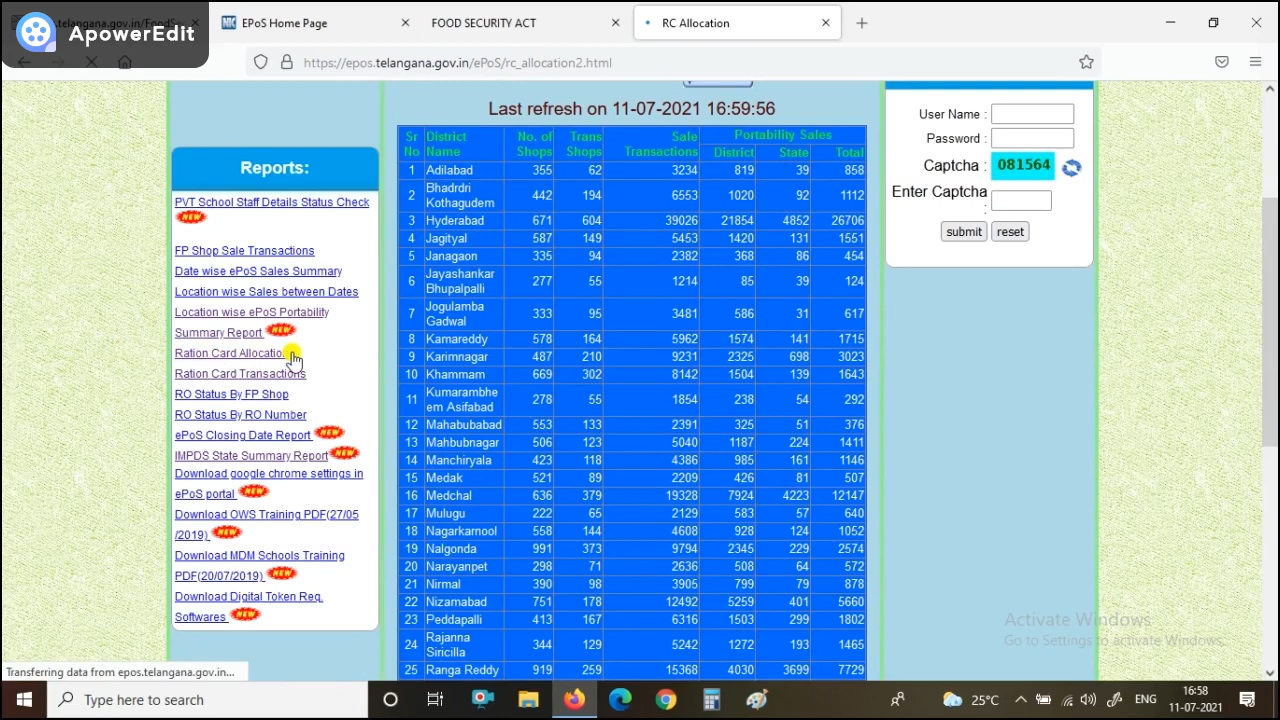 ApowerEdit
.telangana.gov.in/FoodS
EPoS Home Page
FOOD SECURITY ACT
RC Allocation
https://epos.telangana.gov.in/ePoS/rc_allocation2.html
Reports:
PVT School Staff Details Status Check
NEW
FP Shop Sale Transactions
Date wise ePoS Sales Summary
Location wise Sales between Dates
Location wise ePoS Portability
Summary Report NEW
Ration Card Allocation
Ration Card Transactions
RO Status By FP Shop
RO Status By RO Number
ePoS Closing Date Report NEW
IMPDS State Summary Report NEW
Download google chrome settings in
ePoS portal NEW
Download OWS Training PDF(27/05
/2019) NEW
Download MDM Schools Training
PDF(20/07/2019) NEW
Download Digital Token Req.
Softwares NEW
Last refresh on 11-07-2021 16:59:56
Sr No District Name No. of Shops Trans Shops Sale Transactions Portability Sales
District State Total
1 Adilabad 355 62 3234 819 39 858
2 Bhadrdri Kothagudem 442 194 6553 1020 92 1112
3 Hyderabad 671 604 39026 21854 4852 26706
4 Jagityal 587 149 5453 1420 131 1551
5 Janagaon 335 94 2382 368 86 454
6 Jayashankar Bhupalpalli 277 55 1214 85 39 124
7 Jogulamba Gadwal 333 95 3481 586 31 617
8 Kamareddy 578 164 5962 1574 141 1715
9 Karimnagar 487 210 9231 2325 698 3023
10 Khammam 669 302 8142 1504 139 1643
11 Kumarambhe em Asifabad 278 55 1854 238 54 292
12 Mahabubabad 553 133 2391 325 51 376
13 Mahbubnagar 506 123 5040 1187 224 1411
14 Manchiryala 423 118 4386 985 161 1146
15 Medak 521 89 2209 426 81 507
16 Medchal 636 379 19328 7924 4223 12147
17 Mulugu 222 65 2129 583 57 640
18 Nagarkarnool 558 144 4608 928 124 1052
19 Nalgonda 991 373 9794 2345 229 2574
20 Narayanpet 298 71 2636 508 64 572
21 Nirmal 390 98 3905 799 79 878
22 Nizamabad 751 178 12492 5259 401 5660
23 Peddapalli 413 167 6316 1503 299 1802
24 Rajanna Siricilla 344 129 5242 1272 193 1465
25 Ranga Reddy 919 259 15368 4030 3699 7729
User Name :
Password :
Captcha : 081564
Enter Captcha
:
submit reset
Activate Windows
Go to Settings to activate Windows.
Transferring data from epos.telangana.gov.in...
Type here to search
25°C
ENG
16:58
11-07-2021